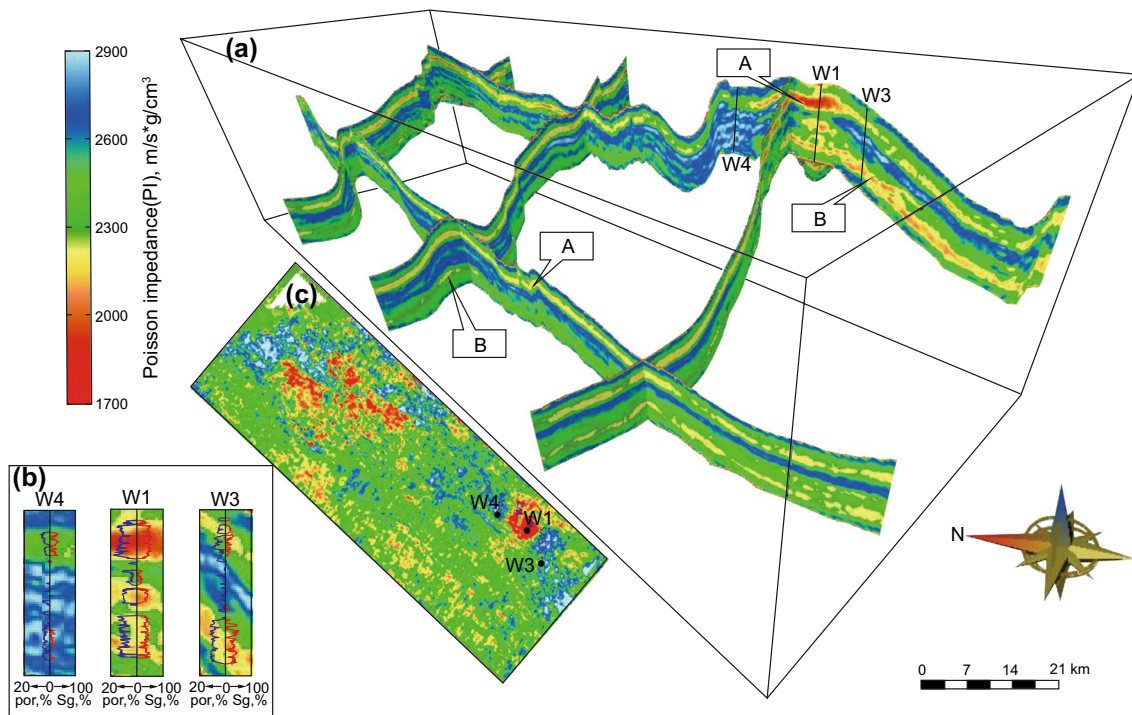 (a)
2900
2600
2300
2000
1700
Poisson impedance(PI), m/s*g/cm³
A
W1
W3
W4
B
A
B
(c)
W4
W1
W3
(b)
W4
W1
W3
20 0 100
por,% Sg,%
20 0 100
por,% Sg,%
20 0 100
por,% Sg,%
N
0 7 14 21 km